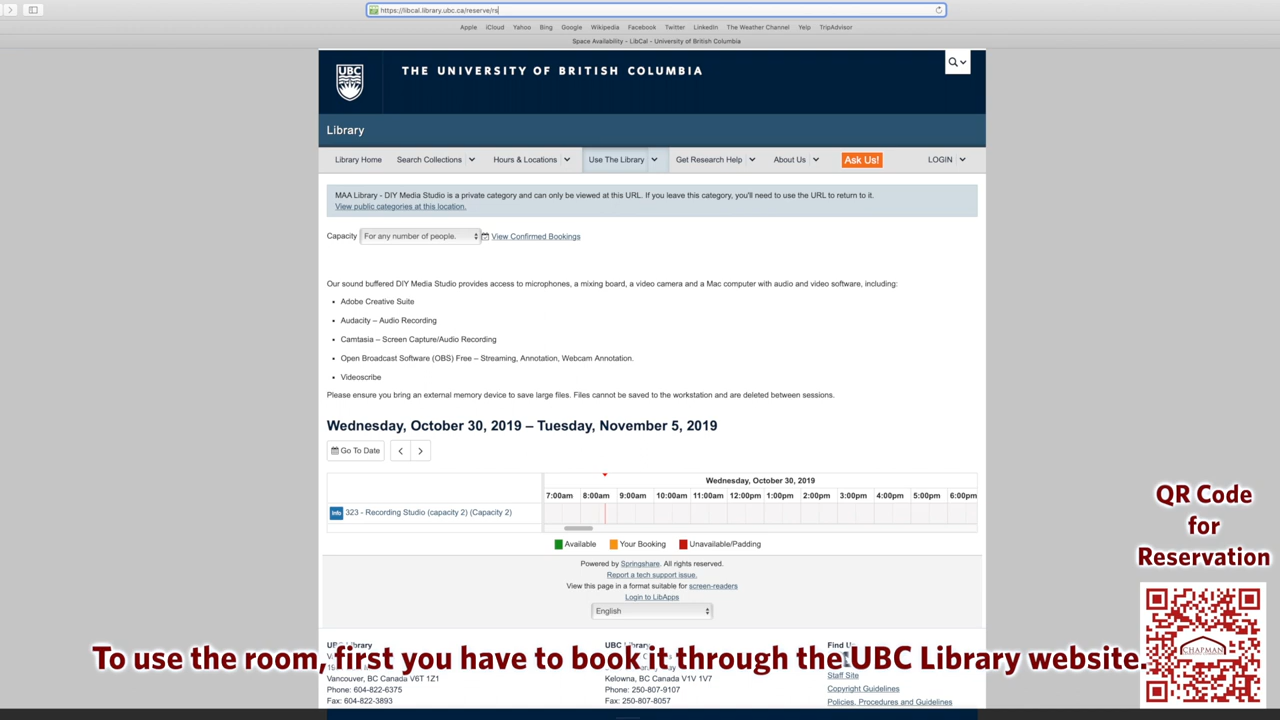 https://libcal.library.ubc.ca/reserve/rs
Apple iCloud Yahoo Bing Google Wikipedia Facebook Twitter LinkedIn The Weather Channel Yelp TripAdvisor
Space Availability - LibCal - University of British Columbia
UBC THE UNIVERSITY OF BRITISH COLUMBIA
Library
Library Home Search Collections Hours & Locations Use The Library Get Research Help About Us Ask Us! LOGIN
MAA Library - DIY Media Studio is a private category and can only be viewed at this URL. If you leave this category, you'll need to use the URL to return to it.
View public categories at this location.
Capacity For any number of people. View Confirmed Bookings
Our sound buffered DIY Media Studio provides access to microphones, a mixing board, a video camera and a Mac computer with audio and video software, including:
• Adobe Creative Suite
• Audacity – Audio Recording
• Camtasia – Screen Capture/Audio Recording
• Open Broadcast Software (OBS) Free – Streaming, Annotation, Webcam Annotation.
• Videoscribe
Please ensure you bring an external memory device to save large files. Files cannot be saved to the workstation and are deleted between sessions.
Wednesday, October 30, 2019 – Tuesday, November 5, 2019
Go To Date
Wednesday, October 30, 2019
7:00am 8:00am 9:00am 10:00am 11:00am 12:00pm 1:00pm 2:00pm 3:00pm 4:00pm 5:00pm 6:00pm
Info 323 - Recording Studio (capacity 2) (Capacity 2)
Available Your Booking Unavailable/Padding
Powered by Springshare. All rights reserved.
Report a tech support issue.
View this page in a format suitable for screen-readers
Login to LibApps
English
QR Code
for
Reservation
CHAPMAN
UBC Library UBC Library Find Us
To use the room, first you have to book it through the UBC Library website.
Vancouver, BC Canada V6T 1Z1 Kelowna, BC Canada V1V 1V7 Staff Site
Phone: 604-822-6375 Phone: 250-807-9107 Copyright Guidelines
Fax: 604-822-3893 Fax: 250-807-8057 Policies, Procedures and Guidelines